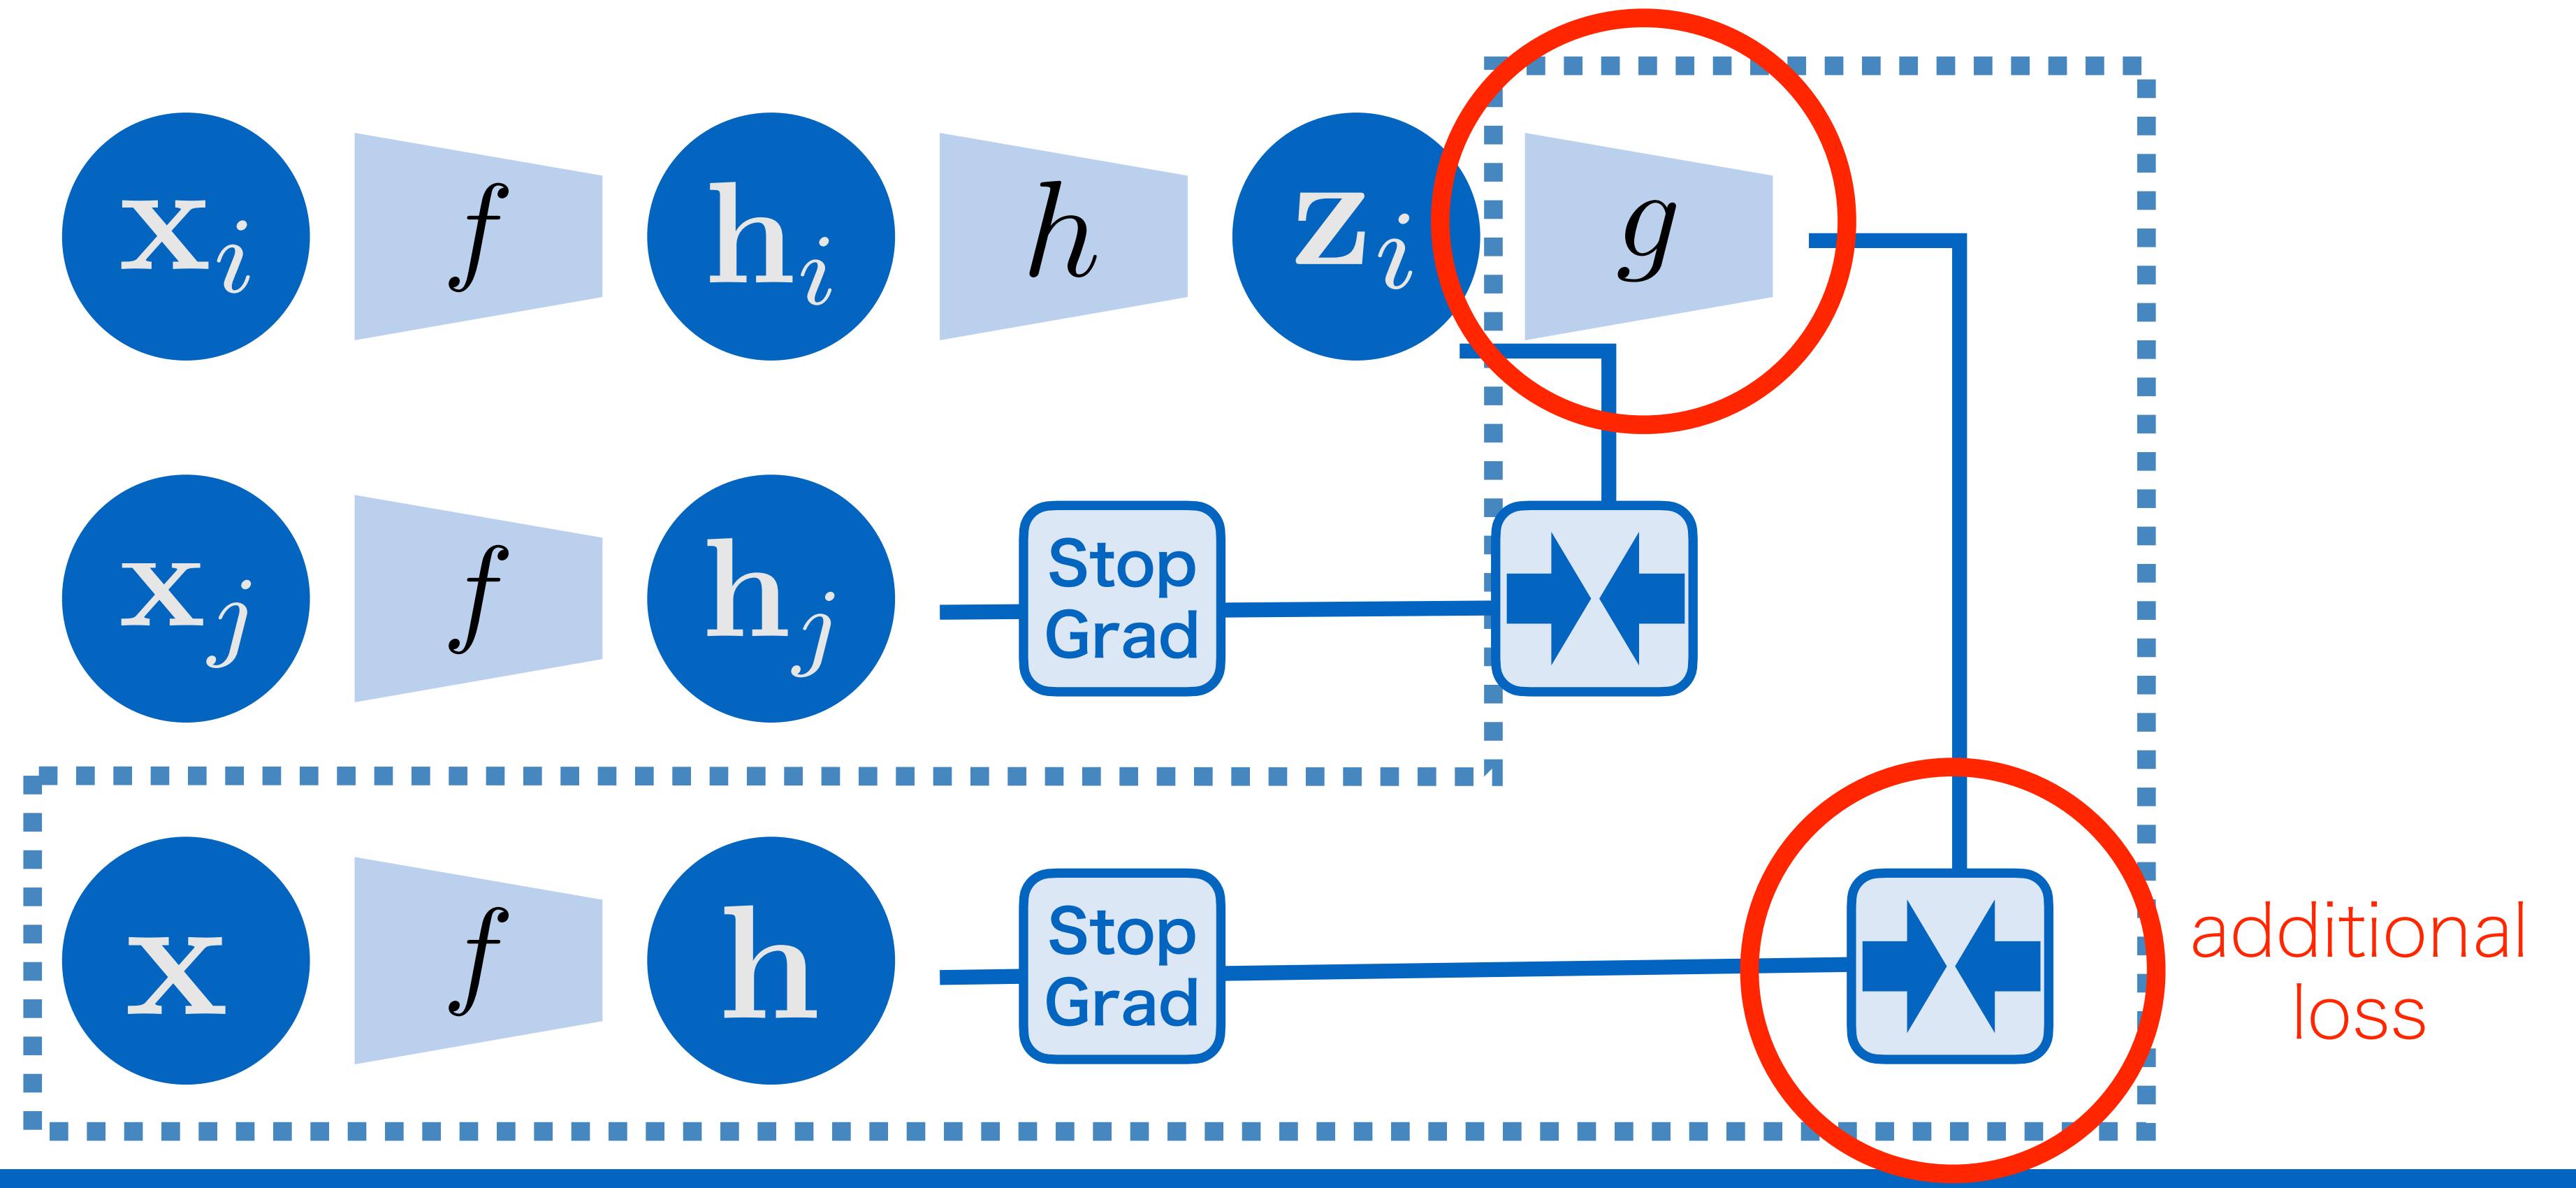 x_i f h_i h z_i g
x_j f h_j Stop
Grad
x f h Stop
Grad
additional
loss